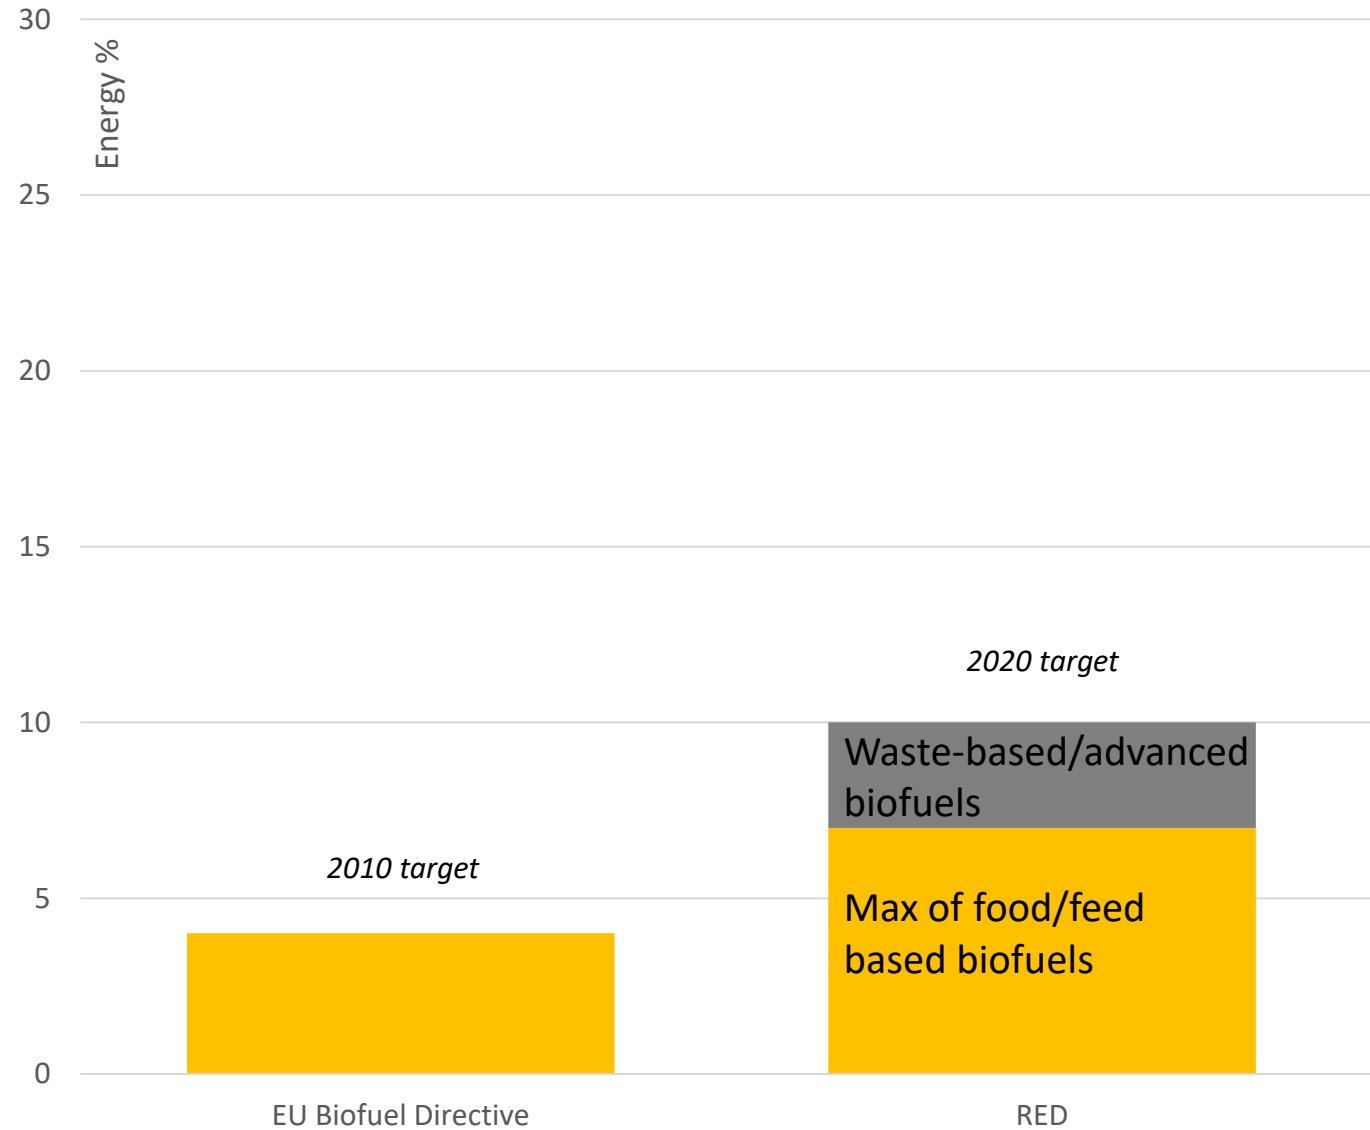 30
Energy %
25
20
15
2020 target
10
Waste-based/advanced
biofuels
2010 target
5
Max of food/feed
based biofuels
0
EU Biofuel Directive
RED